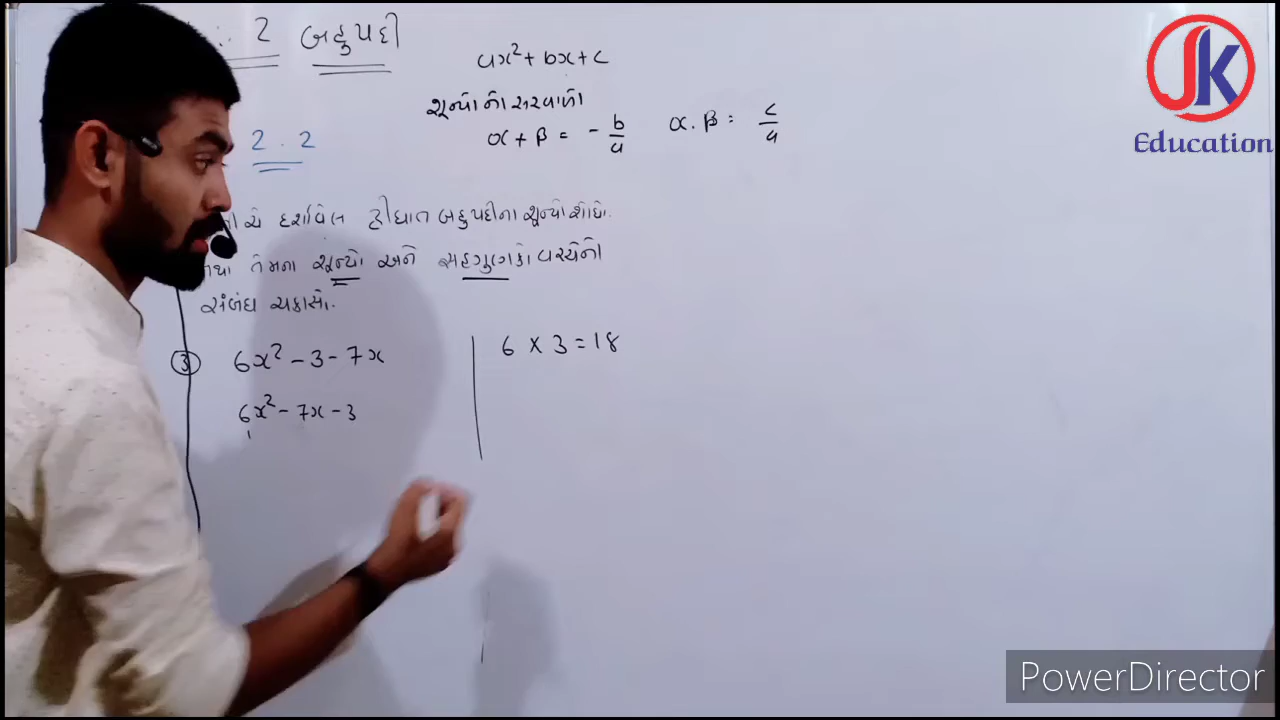 2 બહુપદી
ax² + bx + c
શૂન્યોનો સરવાળો
α + β = - b/a   α . β = c/a
2 . 2
દર્શાવેલ દ્વીઘાત બહુપદીના શૂન્યો શોધો.
તથા તેમના શૂન્યો અને સહગુણકો વચ્ચેનો
સંબંધ ચકાસો.
③ 6x² - 3 - 7x
6x² - 7x - 3
6 × 3 = 18
JK
Education
PowerDirector